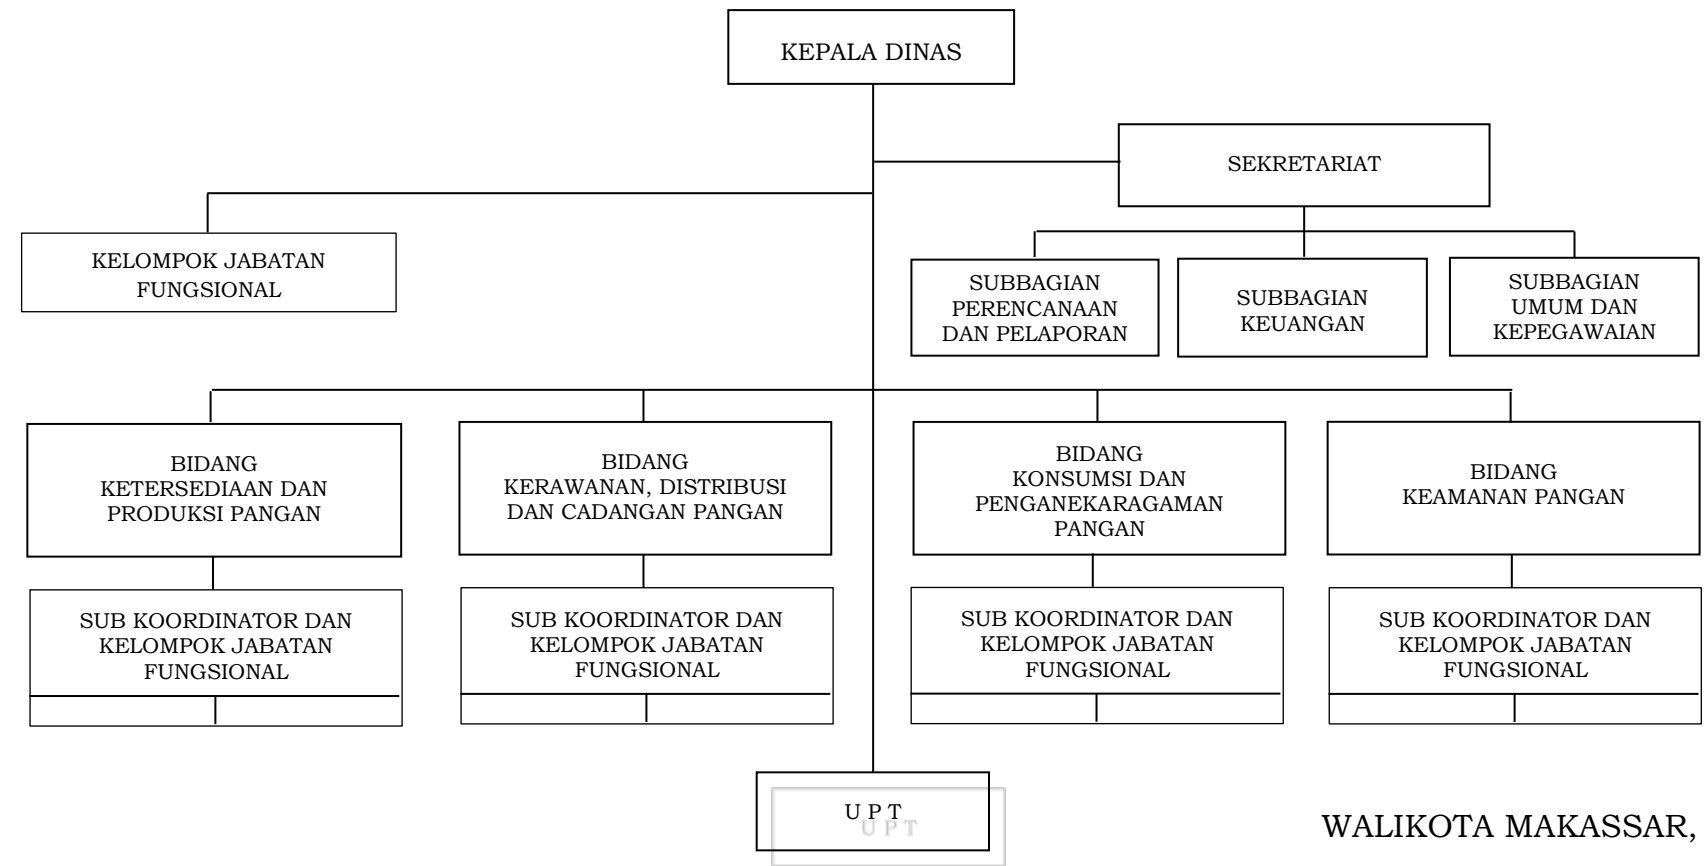 KEPALA DINAS
SEKRETARIAT
KELOMPOK JABATAN
FUNGSIONAL
SUBBAGIAN
PERENCANAAN
DAN PELAPORAN
SUBBAGIAN
KEUANGAN
SUBBAGIAN
UMUM DAN
KEPEGAWAIAN
BIDANG
KETERSEDIAAN DAN
PRODUKSI PANGAN
BIDANG
KERAWANAN, DISTRIBUSI
DAN CADANGAN PANGAN
BIDANG
KONSUMSI DAN
PENGANEKARAGAMAN
PANGAN
BIDANG
KEAMANAN PANGAN
SUB KOORDINATOR DAN
KELOMPOK JABATAN
FUNGSIONAL
SUB KOORDINATOR DAN
KELOMPOK JABATAN
FUNGSIONAL
SUB KOORDINATOR DAN
KELOMPOK JABATAN
FUNGSIONAL
SUB KOORDINATOR DAN
KELOMPOK JABATAN
FUNGSIONAL
U P T
U P T
WALIKOTA MAKASSAR,